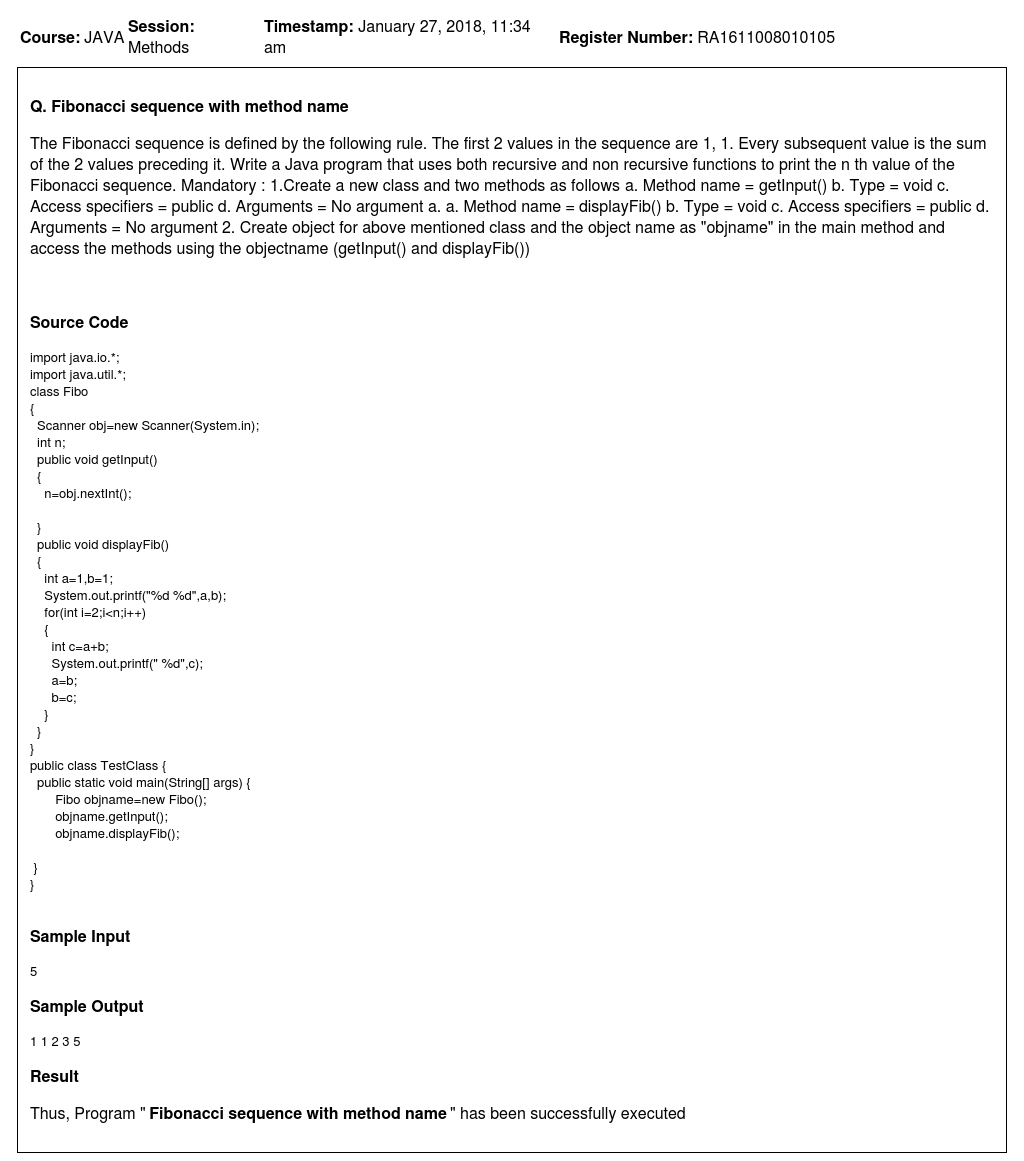 Course: JAVA Session: Methods Timestamp: January 27, 2018, 11:34 am Register Number: RA1611008010105
Q. Fibonacci sequence with method name
The Fibonacci sequence is defined by the following rule. The first 2 values in the sequence are 1, 1. Every subsequent value is the sum
of the 2 values preceding it. Write a Java program that uses both recursive and non recursive functions to print the n th value of the
Fibonacci sequence. Mandatory : 1.Create a new class and two methods as follows a. Method name = getInput() b. Type = void c.
Access specifiers = public d. Arguments = No argument a. a. Method name = displayFib() b. Type = void c. Access specifiers = public d.
Arguments = No argument 2. Create object for above mentioned class and the object name as "objname" in the main method and
access the methods using the objectname (getInput() and displayFib())
Source Code
import java.io.*;
import java.util.*;
class Fibo
{
Scanner obj=new Scanner(System.in);
int n;
public void getInput()
{
n=obj.nextInt();
}
public void displayFib()
{
int a=1,b=1;
System.out.printf("%d %d",a,b);
for(int i=2;i<n;i++)
{
int c=a+b;
System.out.printf(" %d",c);
a=b;
b=c;
}
}
}
public class TestClass {
public static void main(String[] args) {
Fibo objname=new Fibo();
objname.getInput();
objname.displayFib();
}
}
Sample Input
5
Sample Output
1 1 2 3 5
Result
Thus, Program " Fibonacci sequence with method name " has been successfully executed